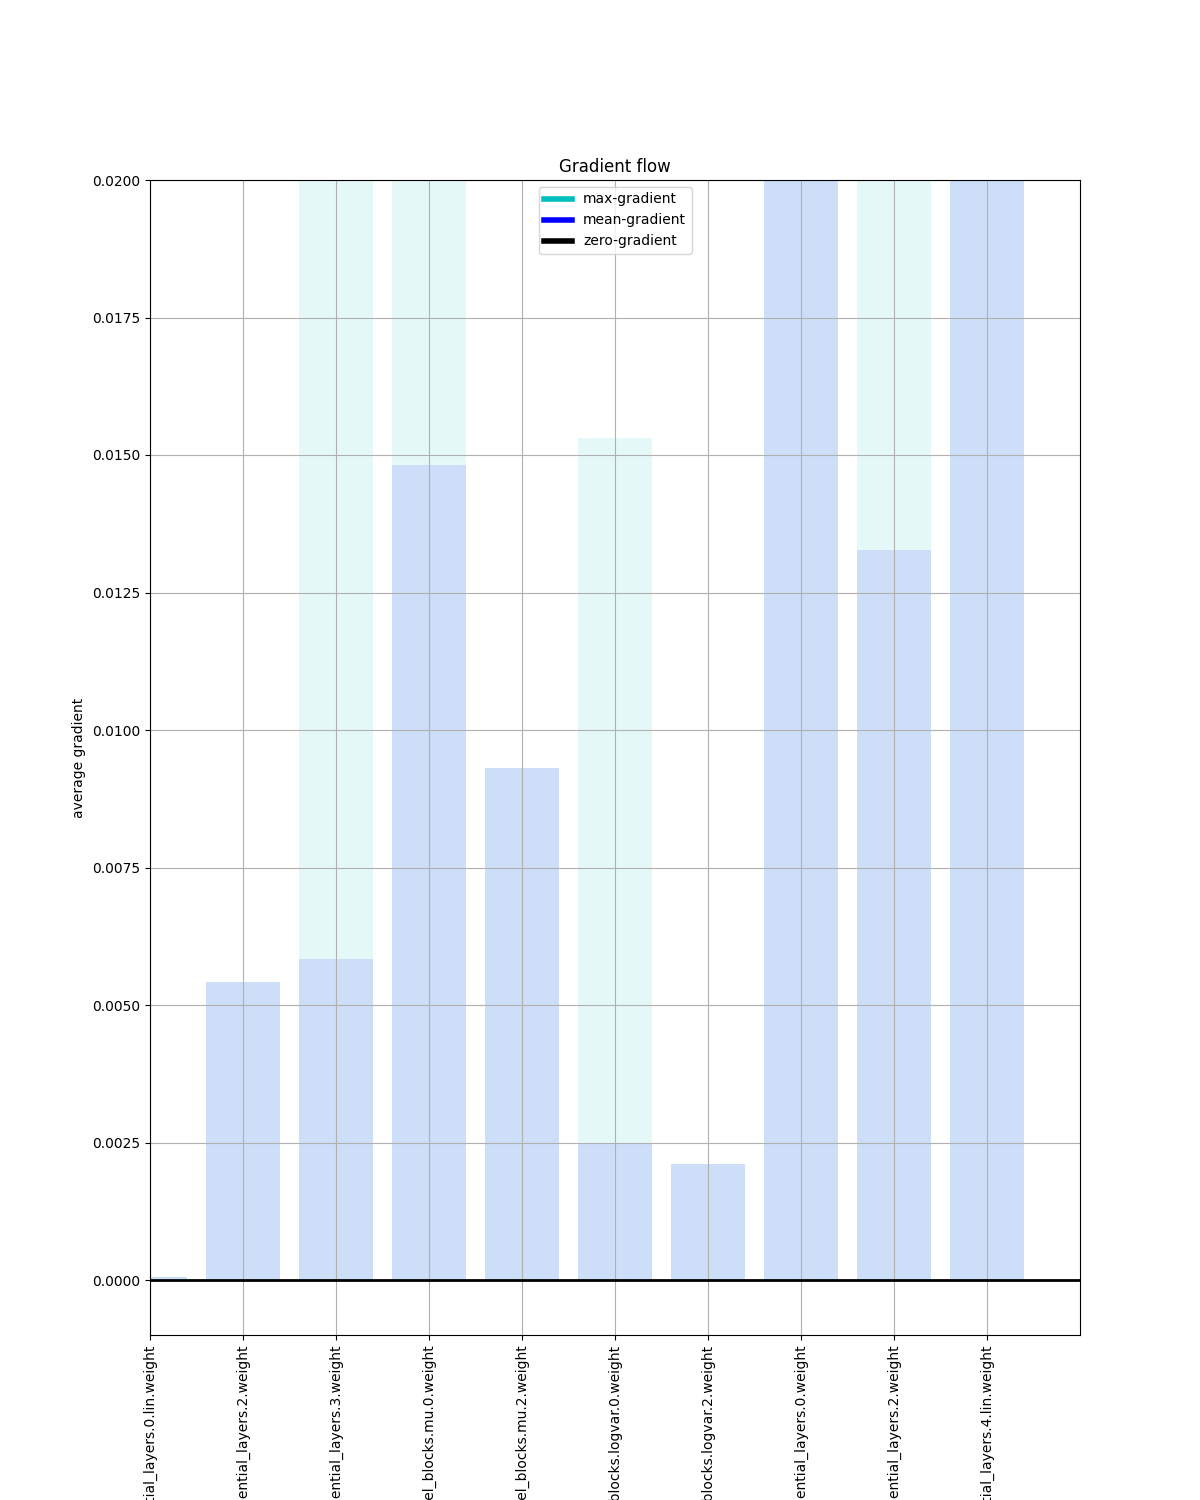 Gradient flow
max-gradient
mean-gradient
zero-gradient
0.0200
0.0175
0.0150
0.0125
0.0100
0.0075
0.0050
0.0025
0.0000
average gradient
tial_layers.0.lin.weight
ential_layers.2.weight
ential_layers.3.weight
el_blocks.mu.0.weight
el_blocks.mu.2.weight
blocks.logvar.0.weight
blocks.logvar.2.weight
ential_layers.0.weight
ential_layers.2.weight
tial_layers.4.lin.weight